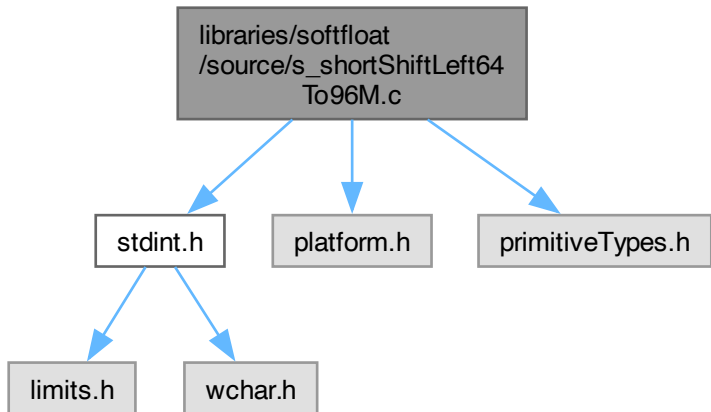 libraries/softfloat
/source/s_shortShiftLeft64
To96M.c
stdint.h
platform.h
primitiveTypes.h
limits.h
wchar.h